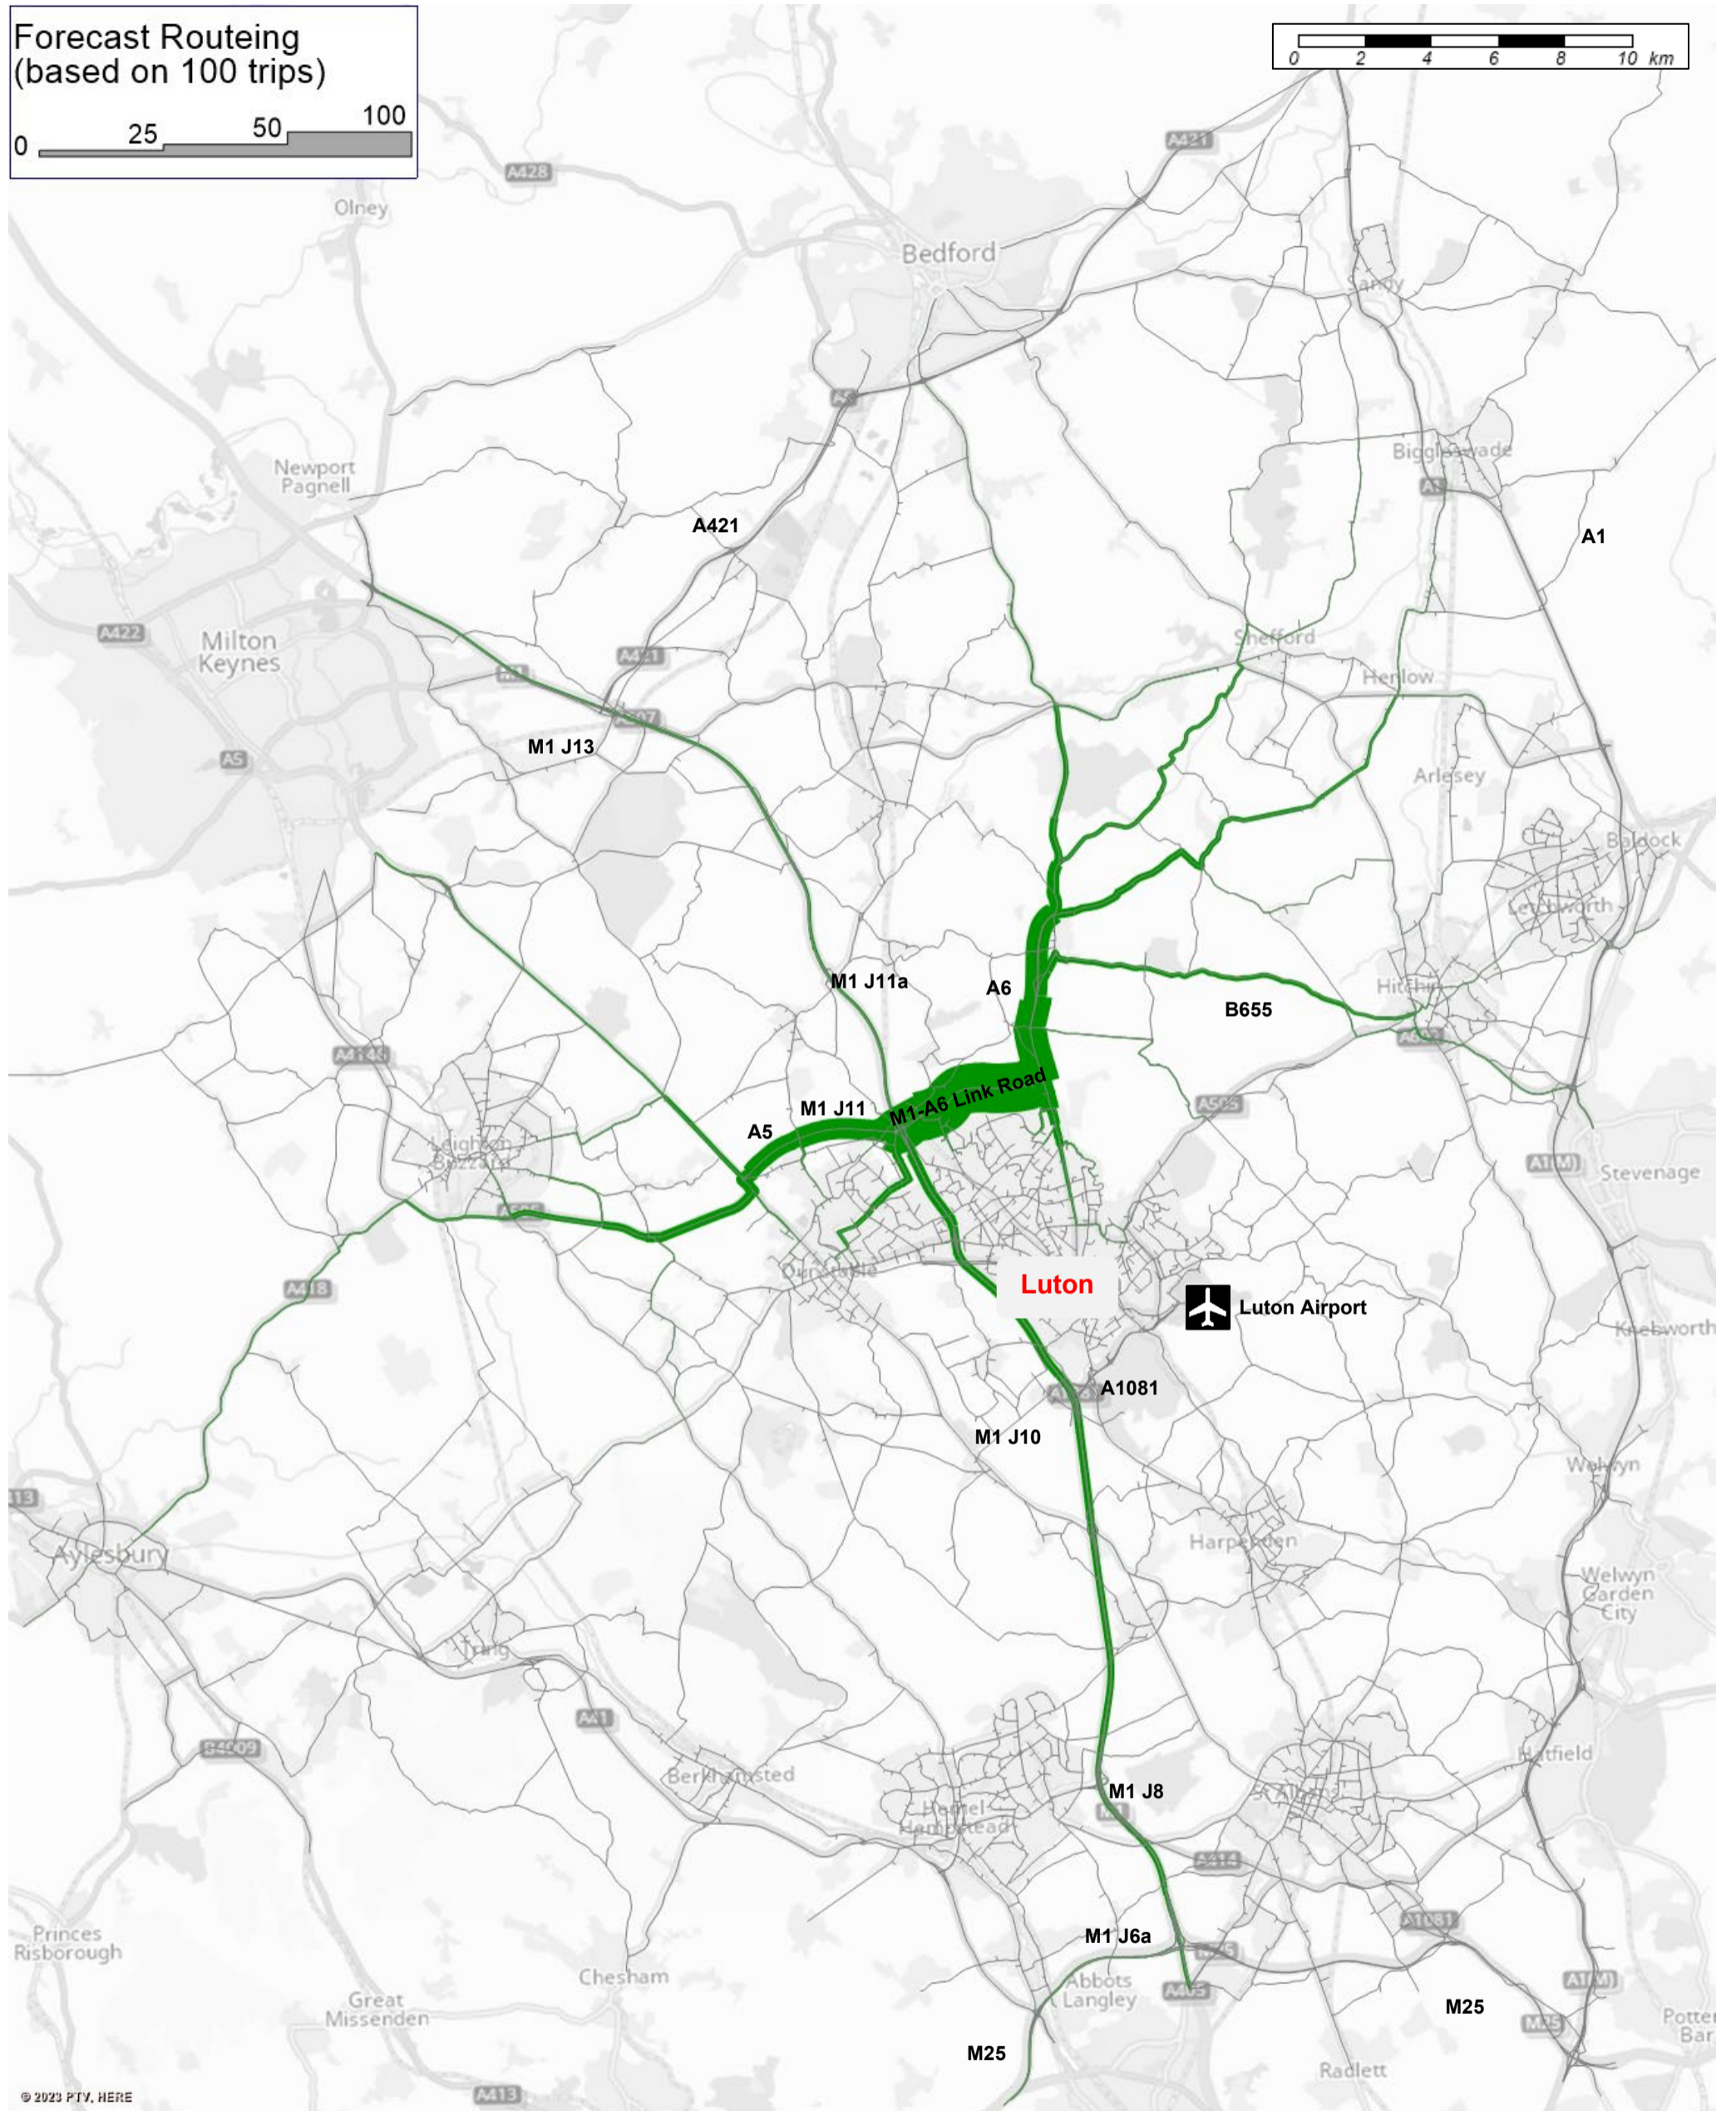 Forecast Routeing
(based on 100 trips)
0 25 50 100
0 2 4 6 8 10 km
A421
A428
Olney
Bedford
Sandy
A6
Newport
Pagnell
Biggleswade
A1
A421
A1
A422
Milton
Keynes
Shefford
A421
M1
Henlow
A507
M1 J13
A5
Arlesey
Baldock
Letchworth
M1 J11a
A6
Hitchin
B655
A602
A4146
M1-A6 Link Road
M1 J11
A505
A5
Leighton
Buzzard
A1(M)
Stevenage
A505
Dunstable
Luton
A418
Luton Airport
Knebworth
A1081
M1 J10
Welwyn
A413
Harpenden
Aylesbury
Welwyn
Garden
City
Tring
A41
B4009
Hatfield
Berkhamsted
M1 J8
St Albans
M1
Hemel
Hempstead
A414
A1081
Princes
Risborough
M1 J6a
M25
Chesham
Abbots
Langley
A405
A1(M)
Great
Missenden
M25
M25
Potters
Bar
M25
Radlett
A413
© 2023 PTV, HERE